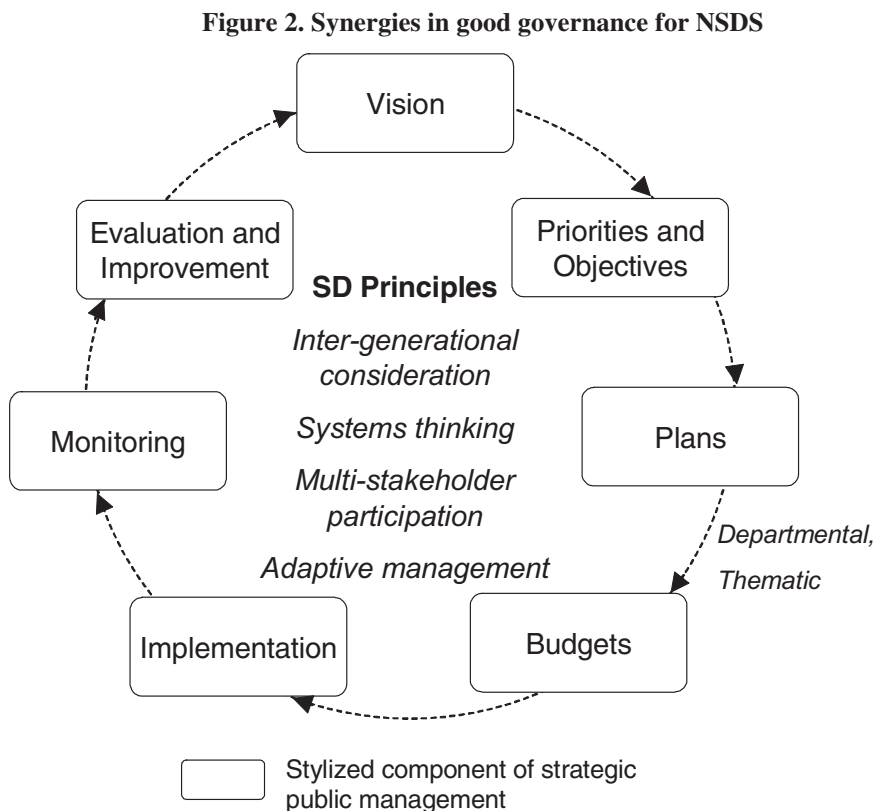 Figure 2. Synergies in good governance for NSDS
Vision
Evaluation and
Improvement
Priorities and
Objectives
SD Principles
Inter-generational
consideration
Systems thinking
Multi-stakeholder
participation
Adaptive management
Monitoring
Plans
Departmental,
Thematic
Implementation
Budgets
Stylized component of strategic
public management